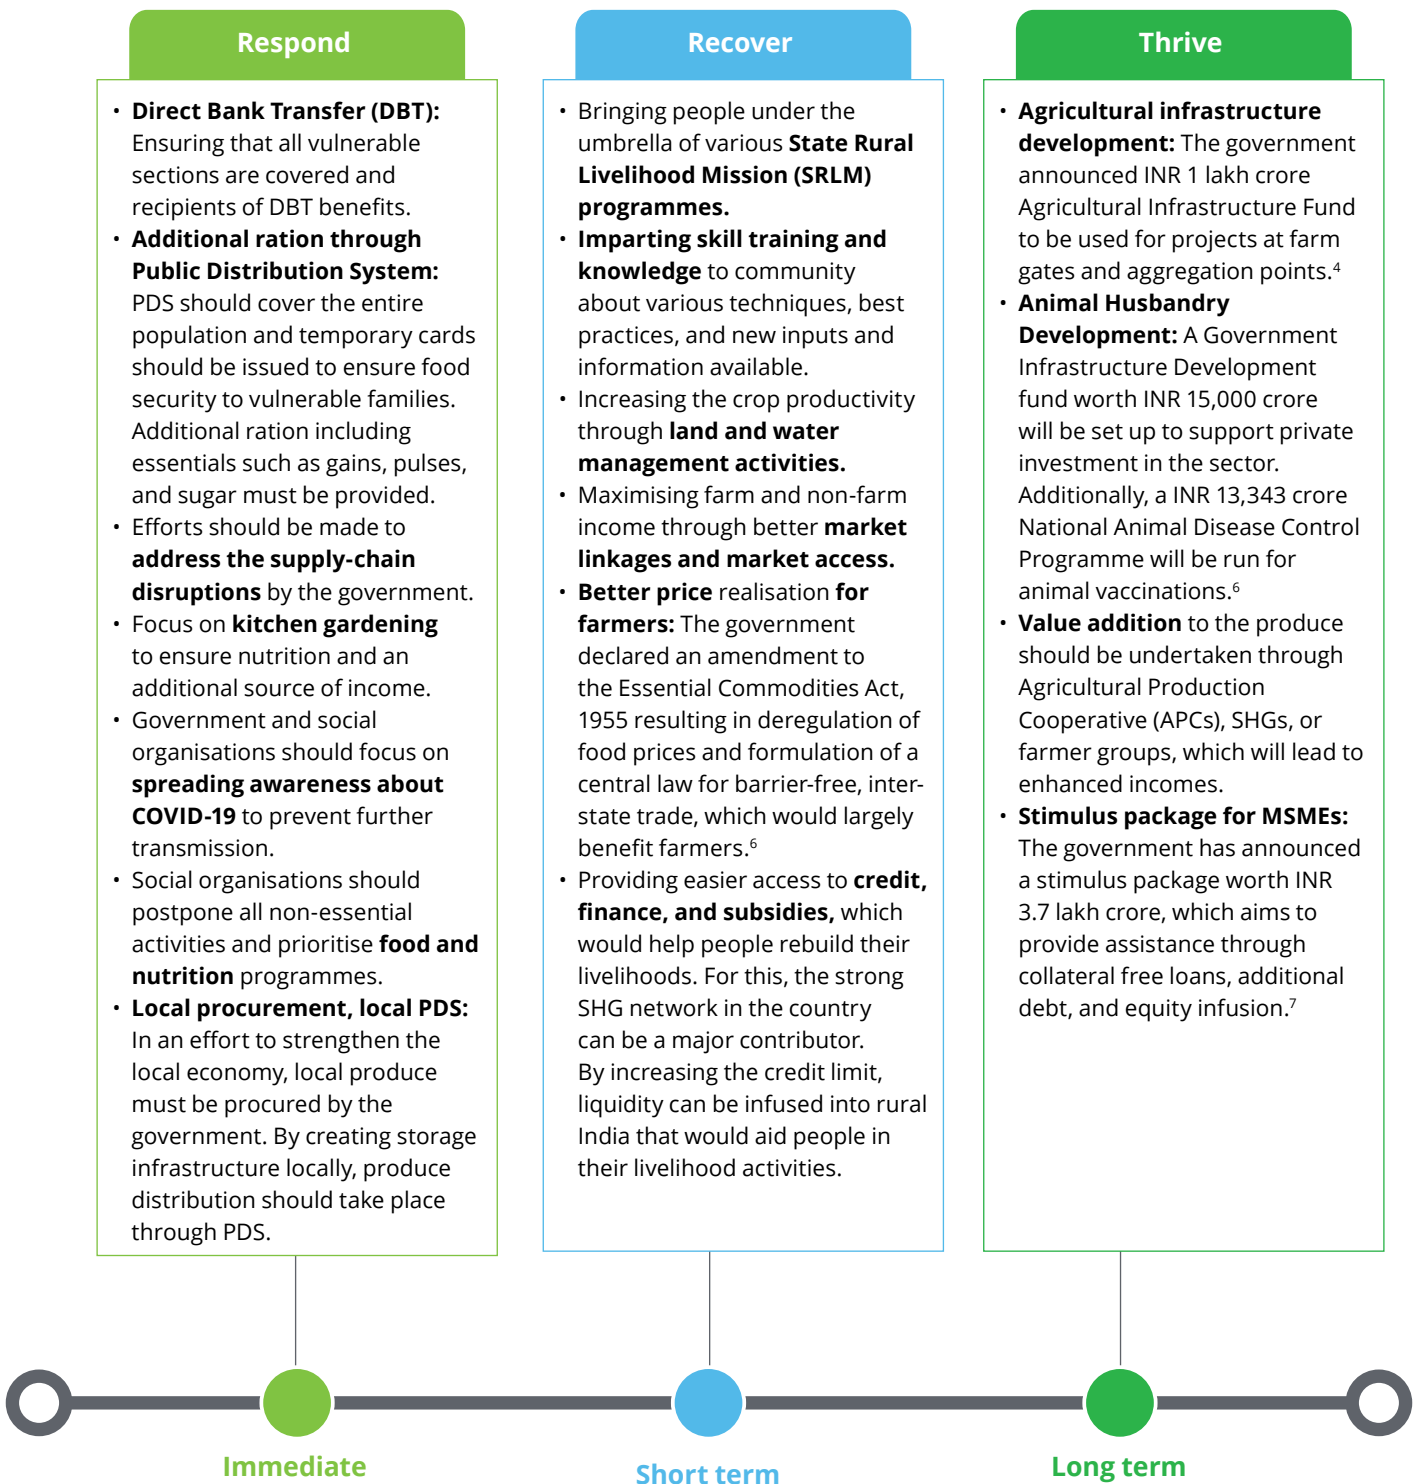 Respond
• Direct Bank Transfer (DBT):
Ensuring that all vulnerable
sections are covered and
recipients of DBT benefits.
• Additional ration through
Public Distribution System:
PDS should cover the entire
population and temporary cards
should be issued to ensure food
security to vulnerable families.
Additional ration including
essentials such as gains, pulses,
and sugar must be provided.
• Efforts should be made to
address the supply-chain
disruptions by the government.
• Focus on kitchen gardening
to ensure nutrition and an
additional source of income.
• Government and social
organisations should focus on
spreading awareness about
COVID-19 to prevent further
transmission.
• Social organisations should
postpone all non-essential
activities and prioritise food and
nutrition programmes.
• Local procurement, local PDS:
In an effort to strengthen the
local economy, local produce
must be procured by the
government. By creating storage
infrastructure locally, produce
distribution should take place
through PDS.
Recover
• Bringing people under the
umbrella of various State Rural
Livelihood Mission (SRLM)
programmes.
• Imparting skill training and
knowledge to community
about various techniques, best
practices, and new inputs and
information available.
• Increasing the crop productivity
through land and water
management activities.
• Maximising farm and non-farm
income through better market
linkages and market access.
• Better price realisation for
farmers: The government
declared an amendment to
the Essential Commodities Act,
1955 resulting in deregulation of
food prices and formulation of a
central law for barrier-free, inter-
state trade, which would largely
benefit farmers.⁶
• Providing easier access to credit,
finance, and subsidies, which
would help people rebuild their
livelihoods. For this, the strong
SHG network in the country
can be a major contributor.
By increasing the credit limit,
liquidity can be infused into rural
India that would aid people in
their livelihood activities.
Thrive
• Agricultural infrastructure
development: The government
announced INR 1 lakh crore
Agricultural Infrastructure Fund
to be used for projects at farm
gates and aggregation points.⁴
• Animal Husbandry
Development: A Government
Infrastructure Development
fund worth INR 15,000 crore
will be set up to support private
investment in the sector.
Additionally, a INR 13,343 crore
National Animal Disease Control
Programme will be run for
animal vaccinations.⁶
• Value addition to the produce
should be undertaken through
Agricultural Production
Cooperative (APCs), SHGs, or
farmer groups, which will lead to
enhanced incomes.
• Stimulus package for MSMEs:
The government has announced
a stimulus package worth INR
3.7 lakh crore, which aims to
provide assistance through
collateral free loans, additional
debt, and equity infusion.⁷
Immediate
Short term
Long term